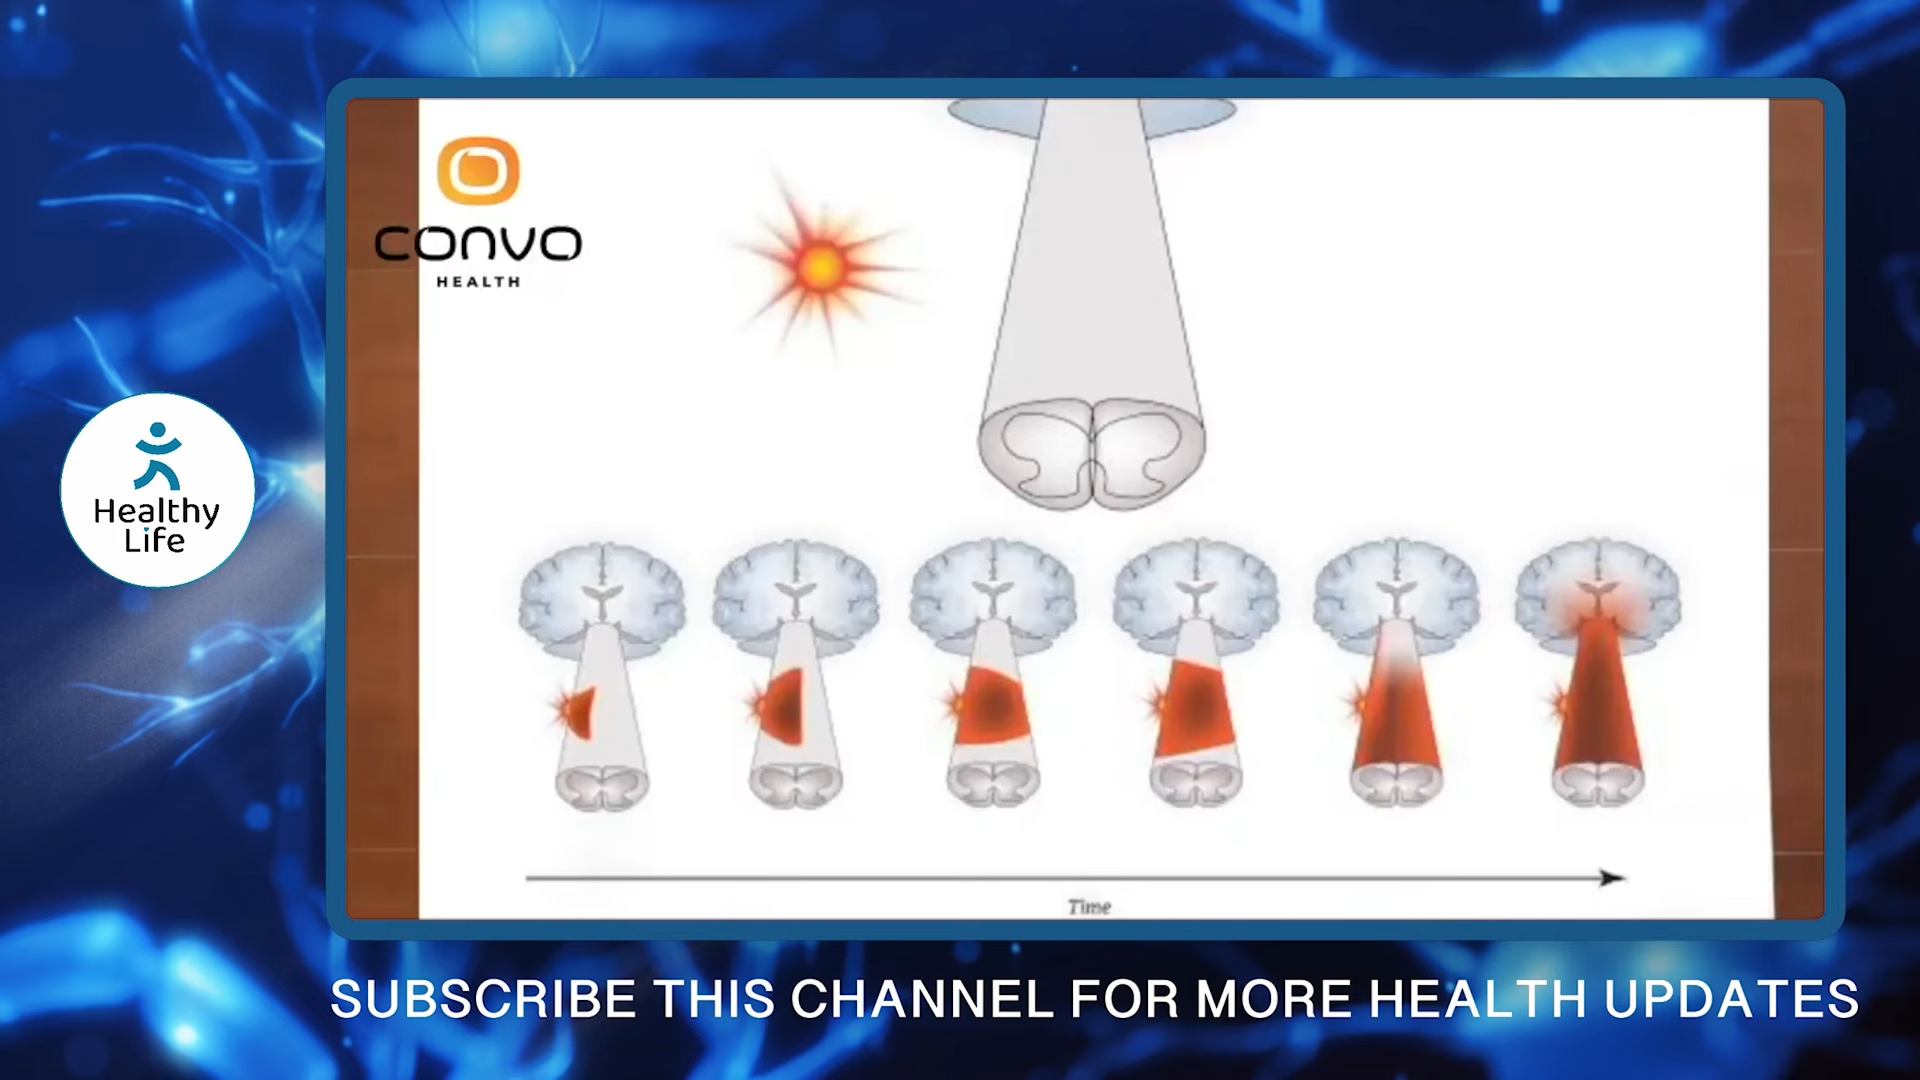 CONVO
HEALTH
Healthy
Life
Time
SUBSCRIBE THIS CHANNEL FOR MORE HEALTH UPDATES